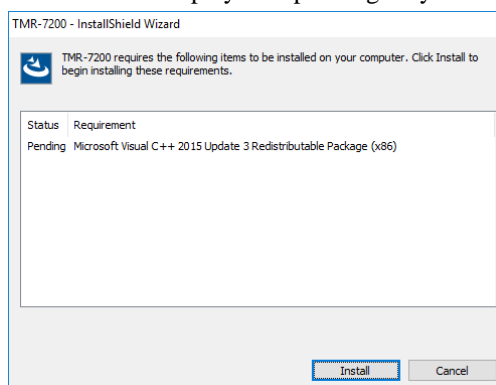 TMR-7200 - InstallShield Wizard
TMR-7200 requires the following items to be installed on your computer. Click Install to
begin installing these requirements.
Status Requirement
Pending Microsoft Visual C++ 2015 Update 3 Redistributable Package (x86)
Install Cancel